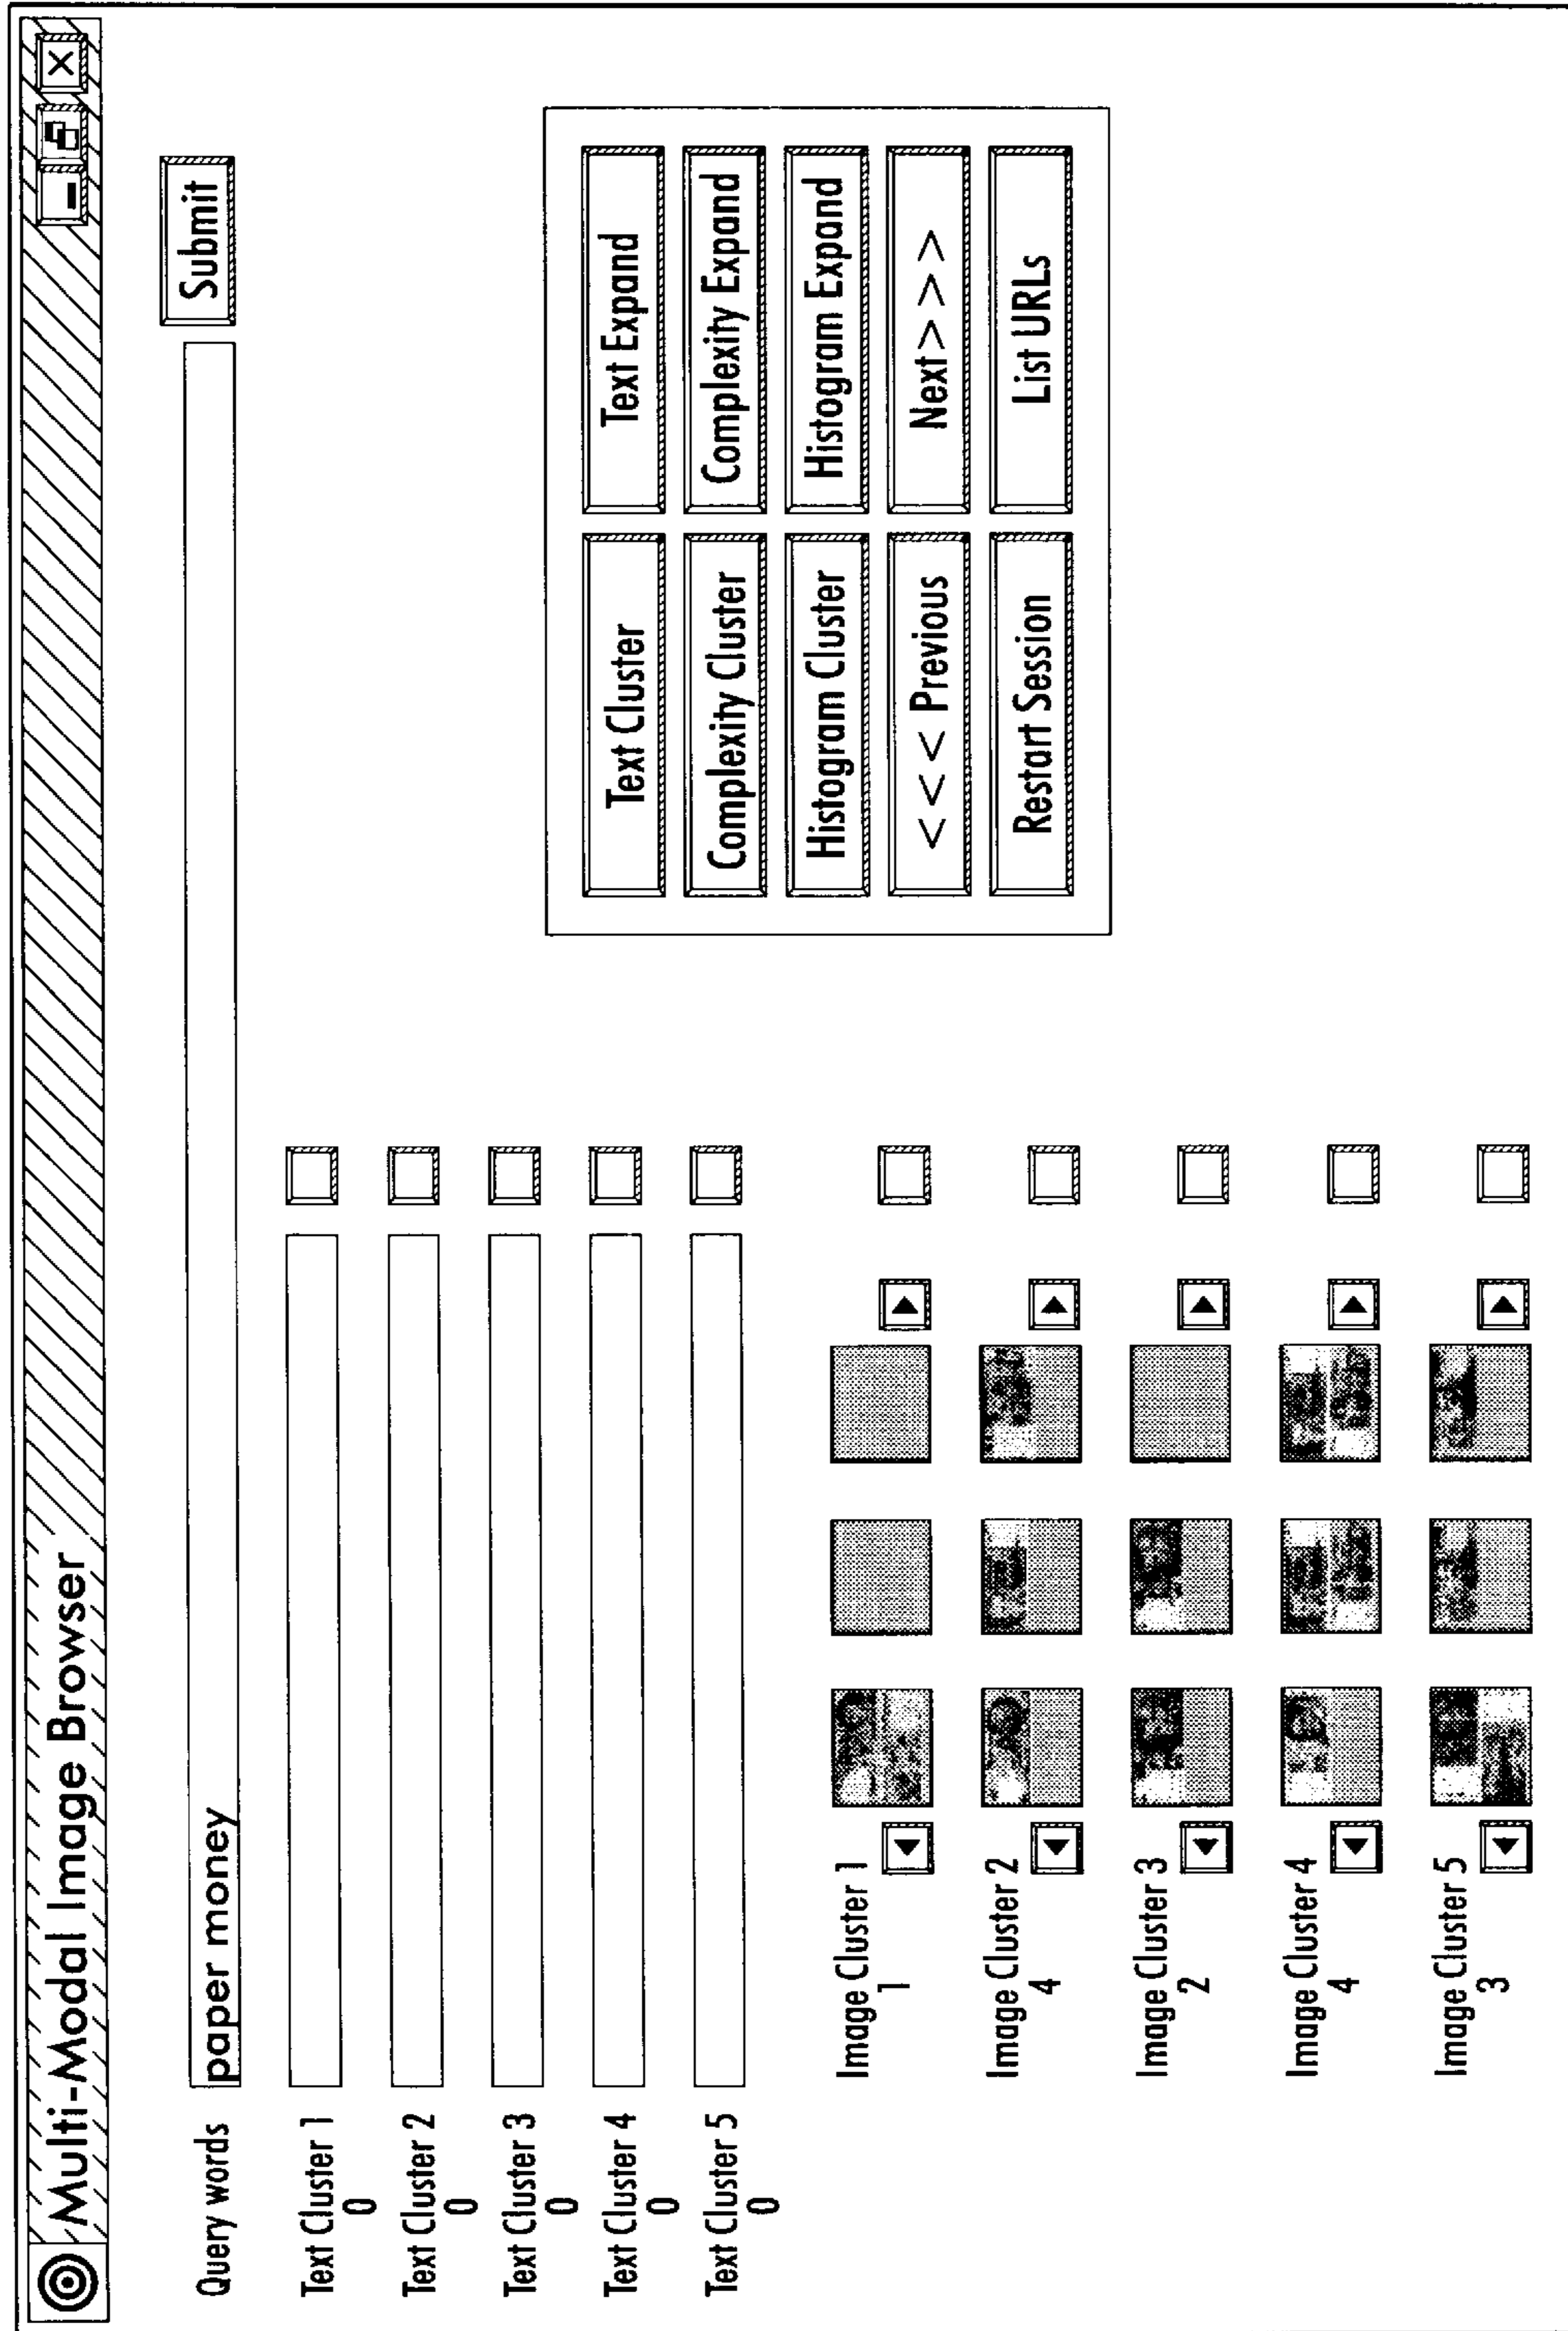 Multi-Modal Image Browser
Query words paper money Submit
Text Cluster 1
0
Text Cluster 2
0
Text Cluster 3
0
Text Cluster 4
0
Text Cluster 5
0
Text Cluster Text Expand
Complexity Cluster Complexity Expand
Histogram Cluster Histogram Expand
<<< Previous Next>>>
Restart Session List URLs
Image Cluster 1
1
Image Cluster 2
4
Image Cluster 3
2
Image Cluster 4
4
Image Cluster 5
3